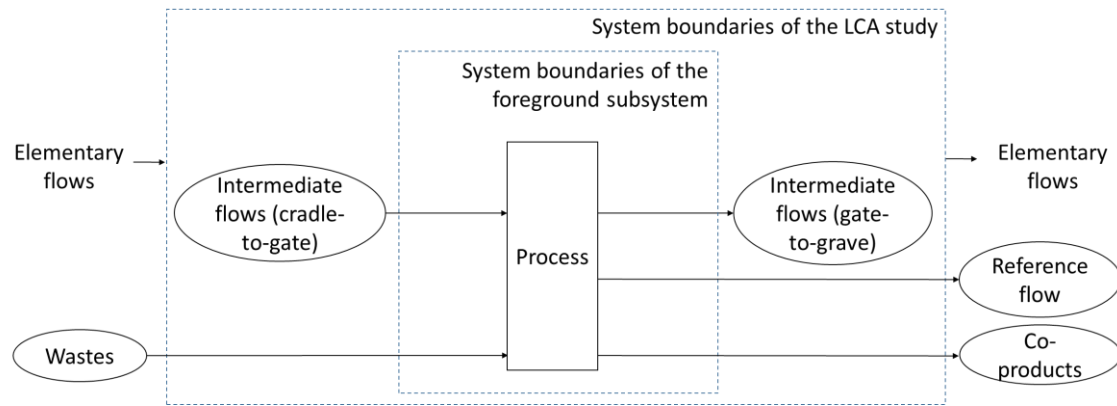 System boundaries of the LCA study
System boundaries of the
foreground subsystem
Elementary
flows
Intermediate
flows (cradle-
to-gate)
Process
Intermediate
flows (gate-
to-grave)
Elementary
flows
Reference
flow
Wastes
Co-
products